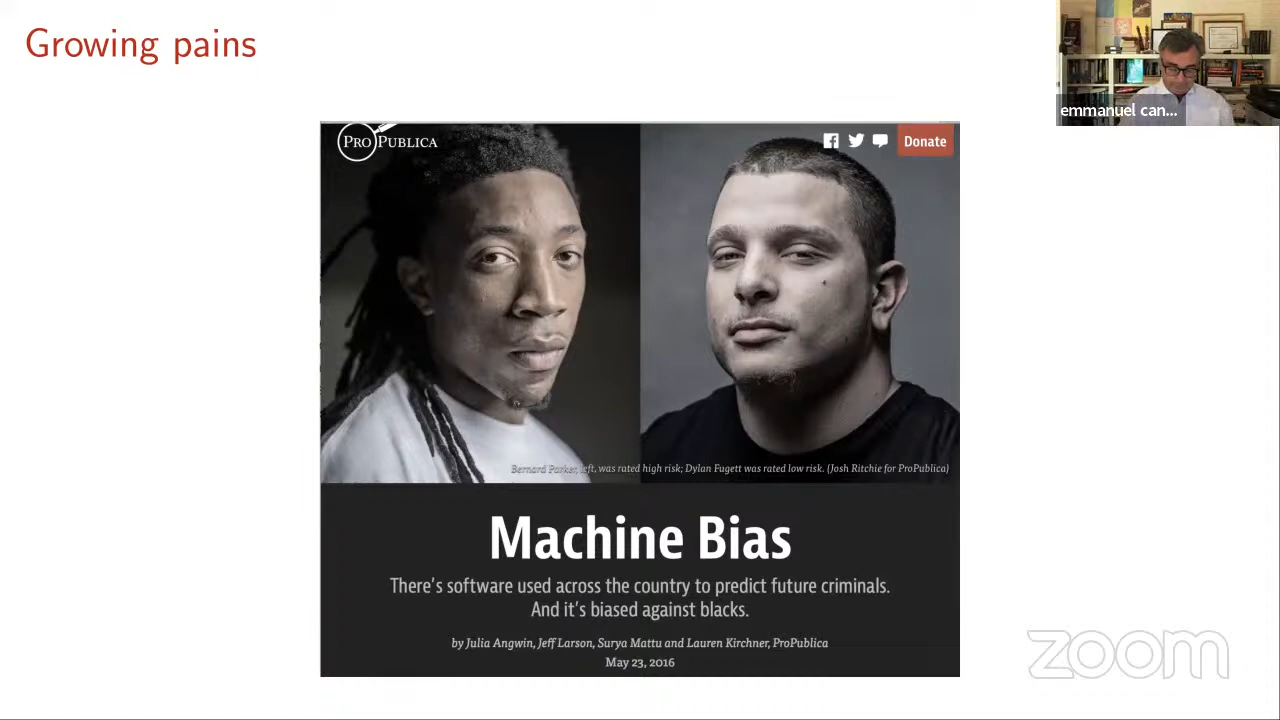 Growing pains
emmanuel can...
PROPUBLICA
Donate
Bernard Parker, left, was rated high risk; Dylan Fugett was rated low risk. (Josh Ritchie for ProPublica)
Machine Bias
There's software used across the country to predict future criminals.
And it's biased against blacks.
by Julia Angwin, Jeff Larson, Surya Mattu and Lauren Kirchner, ProPublica
May 23, 2016
zoom